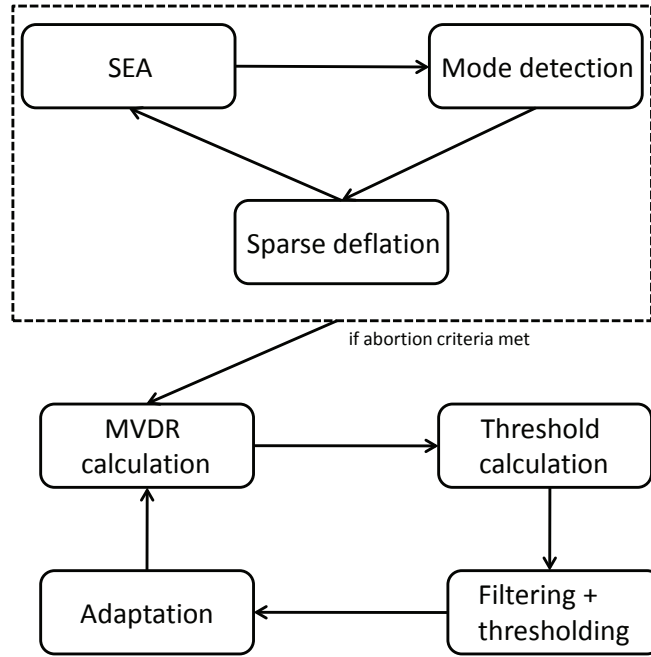 SEA
Mode detection
Sparse deflation
if abortion criteria met
MVDR
calculation
Threshold
calculation
Adaptation
Filtering +
thresholding